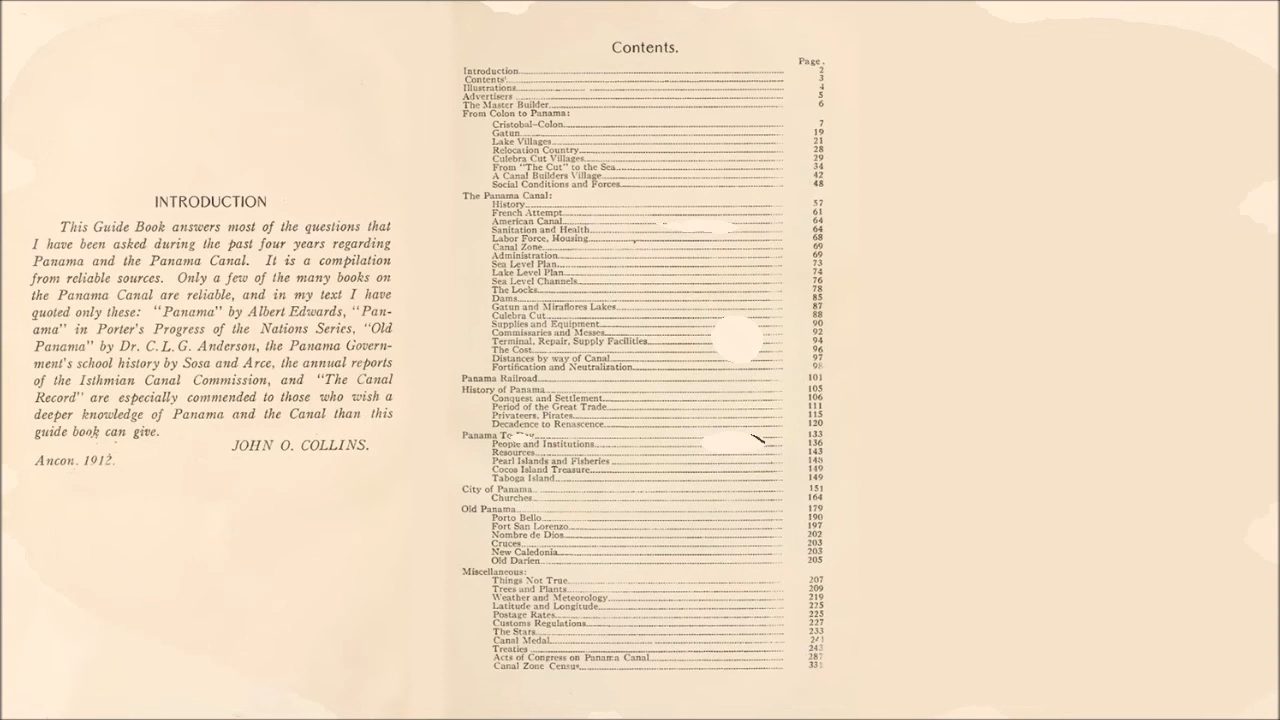 INTRODUCTION
This Guide Book answers most of the questions that
I have been asked during the past four years regarding
Panama and the Panama Canal. It is a compilation
from reliable sources. Only a few of the many books on
the Panama Canal are reliable, and in my text I have
quoted only these: "Panama" by Albert Edwards, "Pan-
ama" in Porter's Progress of the Nations Series, "Old
Panama" by Dr. C. L. G. Anderson, the Panama Govern-
ment's school history by Sosa and Arce, the annual reports
of the Isthmian Canal Commission, and "The Canal
Record" are especially commended to those who wish a
deeper knowledge of Panama and the Canal than this
guide book can give.
JOHN O. COLLINS.
Ancon. 1912.
Contents.
Page.
Introduction 2
Contents 3
Illustrations 4
Advertisers 5
The Master Builder 6
From Colon to Panama:
Cristobal-Colon 7
Gatun 19
Lake Villages 21
Relocation Country 28
Culebra Cut Villages 29
From "The Cut" to the Sea 34
A Canal Builders Village 42
Social Conditions and Forces 48
The Panama Canal:
History 57
French Attempt 61
American Canal 64
Sanitation and Health 64
Labor Force, Housing 68
Canal Zone 69
Administration 69
Sea Level Plan 73
Lake Level Plan 74
Sea Level Channels 76
The Locks 78
Dams 85
Gatun and Miraflores Lakes 87
Culebra Cut 88
Supplies and Equipment 90
Commissaries and Messes 92
Terminal, Repair, Supply Facilities 94
The Cost 96
Distances by way of Canal 97
Fortification and Neutralization 98
Panama Railroad 101
History of Panama 105
Conquest and Settlement 106
Period of the Great Trade 111
Privateers, Pirates 115
Decadence to Renascence 120
Panama To- 133
People and Institutions 136
Resources 143
Pearl Islands and Fisheries 148
Cocos Island Treasure 149
Taboga Island 149
City of Panama 151
Churches 164
Old Panama 179
Porto Bello 190
Fort San Lorenzo 197
Nombre de Dios 202
Cruces 203
New Caledonia 203
Old Darien 205
Miscellaneous:
Things Not True 207
Trees and Plants 209
Weather and Meteorology 219
Latitude and Longitude 225
Postage Rates 225
Customs Regulations 227
The Stars 233
Canal Medal
Treaties 243
Acts of Congress on Panama Canal 287
Canal Zone Census